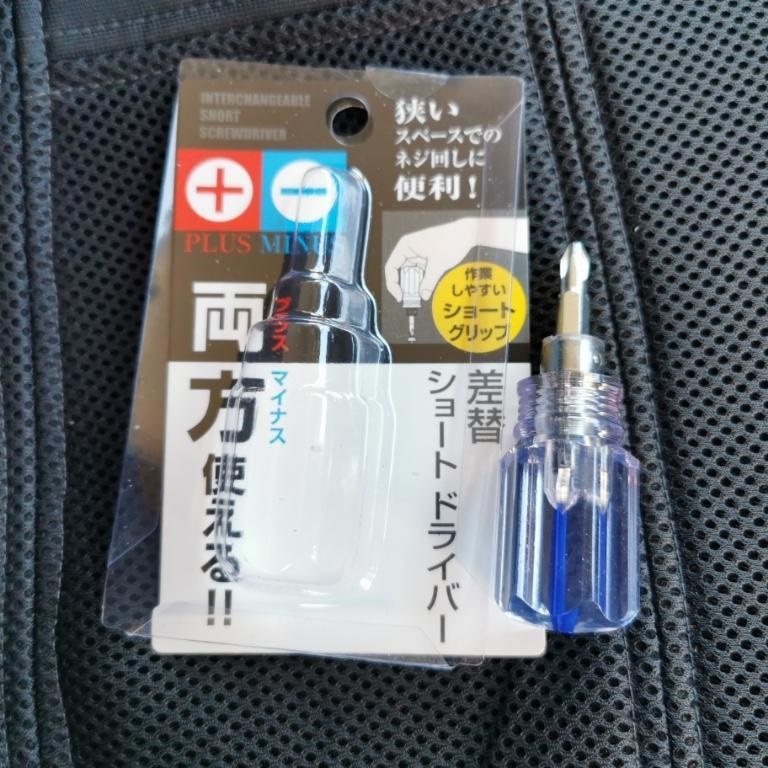 INTERCHANGEABLE
SHORT
SCREWDRIVER
PLUS MINUS
狭い
スペースでの
ネジ回しに
便利!
作業
しやすい
ショート
グリップ
プラス
マイナス
両方使える!!
差替
ショートドライバー